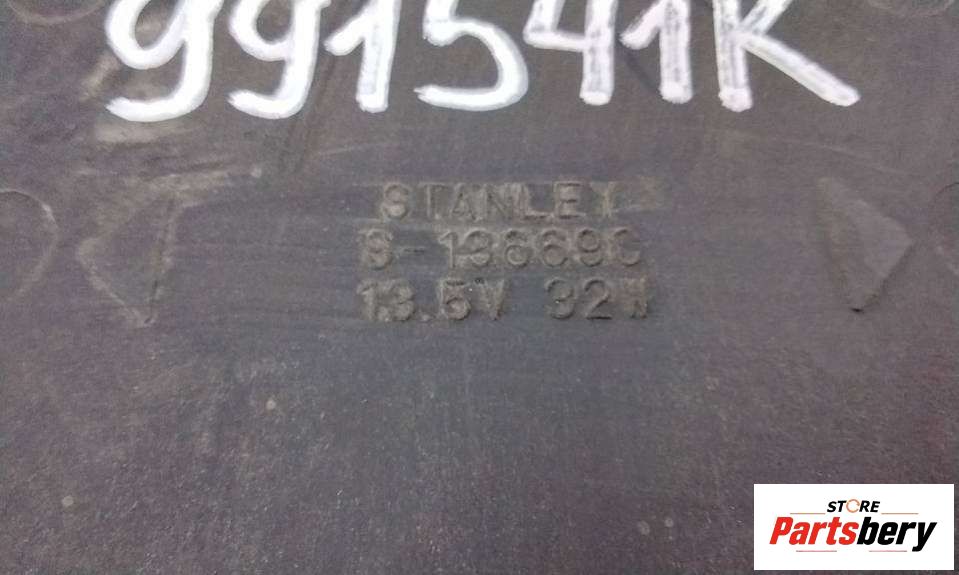 991541K
STANLEY
S-13669C
13.5V 32W
STORE
Partsbery